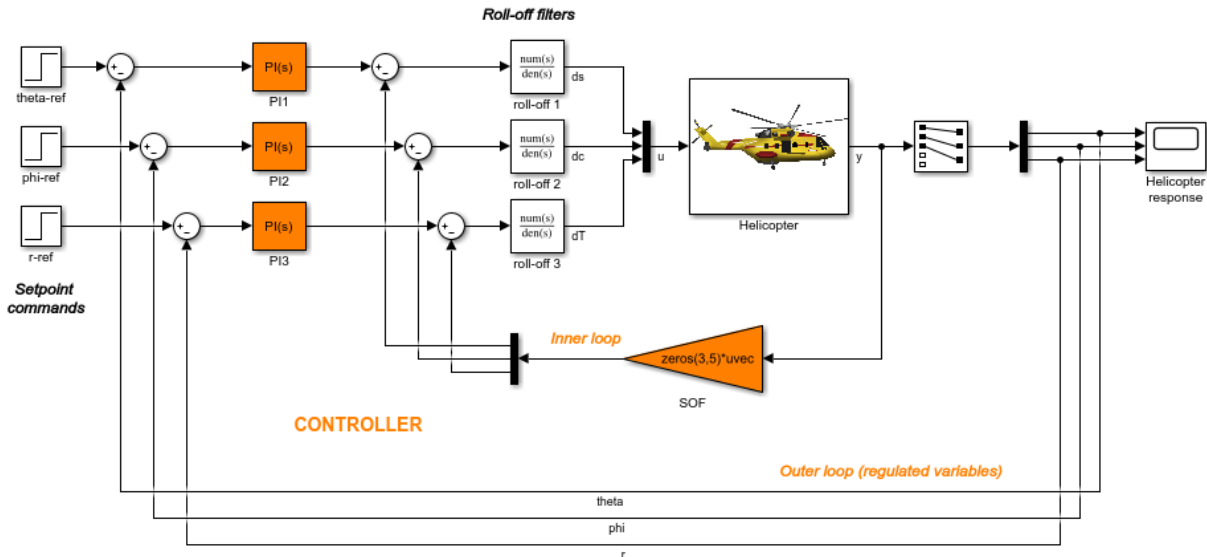 Roll-off filters
theta-ref
+
−
PI(s)
PI1
+
−
num(s)
den(s)
roll-off 1
ds
phi-ref
+
−
PI(s)
PI2
+
−
num(s)
den(s)
roll-off 2
dc
u
Helicopter
y
Helicopter
response
r-ref
+
−
PI(s)
PI3
+
−
num(s)
den(s)
roll-off 3
dT
Setpoint
commands
Inner loop
zeros(3,5)*uvec
SOF
CONTROLLER
Outer loop (regulated variables)
theta
phi
r